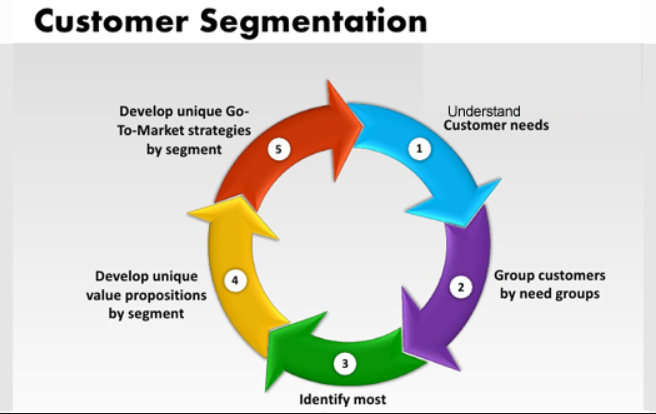 Customer Segmentation
Develop unique Go-
To-Market strategies
by segment
5
Understand
Customer needs
1
Develop unique
value propositions
by segment
4
Group customers
by need groups
2
3
Identify most